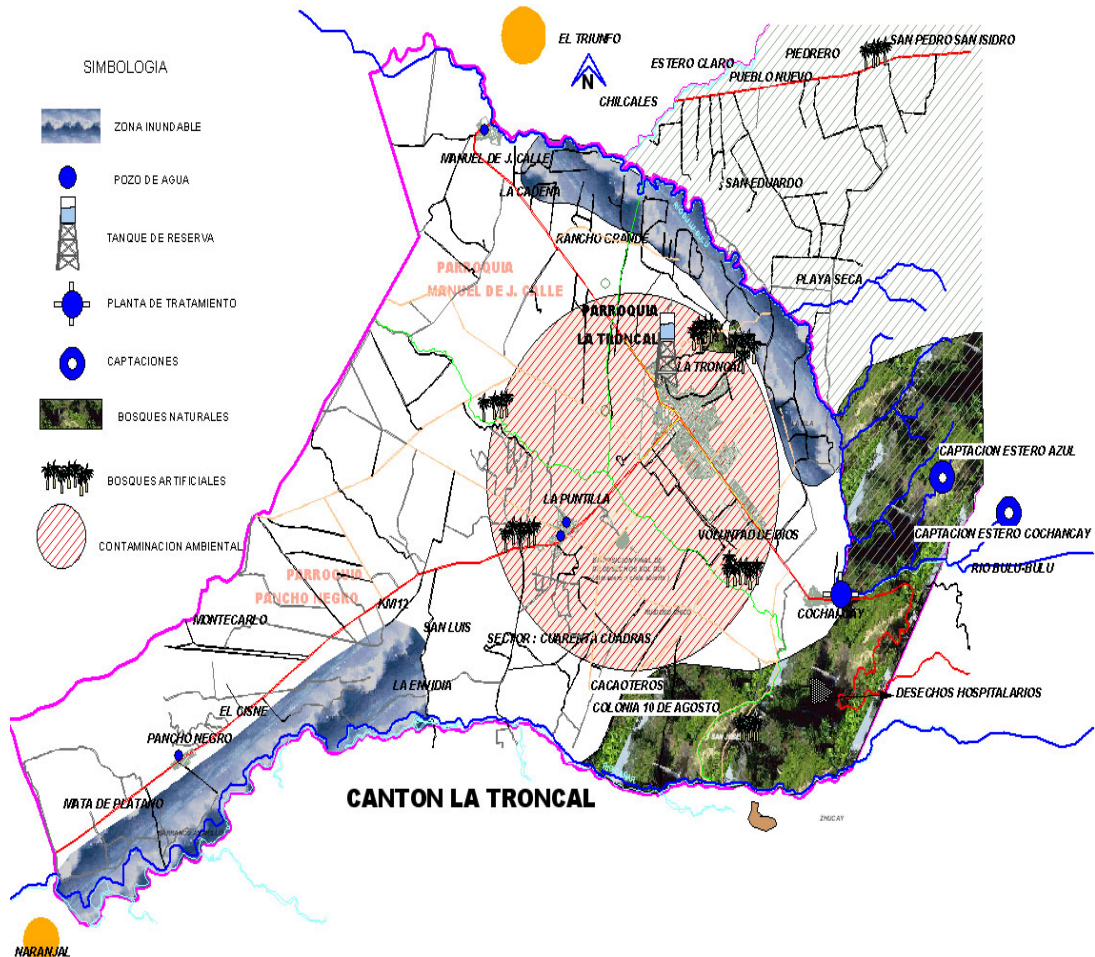 SIMBOLOGIA
ZONA INUNDABLE
POZO DE AGUA
TANQUE DE RESERVA
PLANTA DE TRATAMIENTO
CAPTACIONES
BOSQUES NATURALES
BOSQUES ARTIFICIALES
CONTAMINACION AMBIENTAL
EL TRIUNFO
N
ESTERO CLARO
PIEDRERO
SAN PEDRO SAN ISIDRO
PUEBLO NUEVO
CHILCALES
MANUEL DE J. CALLE
LA CADENA
SAN EDUARDO
RANCHO GRANDE
PLAYA SECA
PARROQUIA
MANUEL DE J. CALLE
PARROQUIA
LA TRONCAL
LA TRONCAL
CAPTACION ESTERO AZUL
LA PUNTILLA
CAPTACION ESTERO COCHANCAY
VOLUNTAD DE DIOS
RIO BULU-BULU
PARROQUIA
PANCHO NEGRO
KM12
COCHANCAY
MONTECARLO
SAN LUIS
SECTOR : CUARENTA CUADRAS
CACAOTEROS
LA ENVIDIA
DESECHOS HOSPITALARIOS
COLONIA 10 DE AGOSTO
EL CISNE
PANCHO NEGRO
SAN JOSE
MATA DE PLATANO
CANTON LA TRONCAL
ZHUCAY
NARANJAL